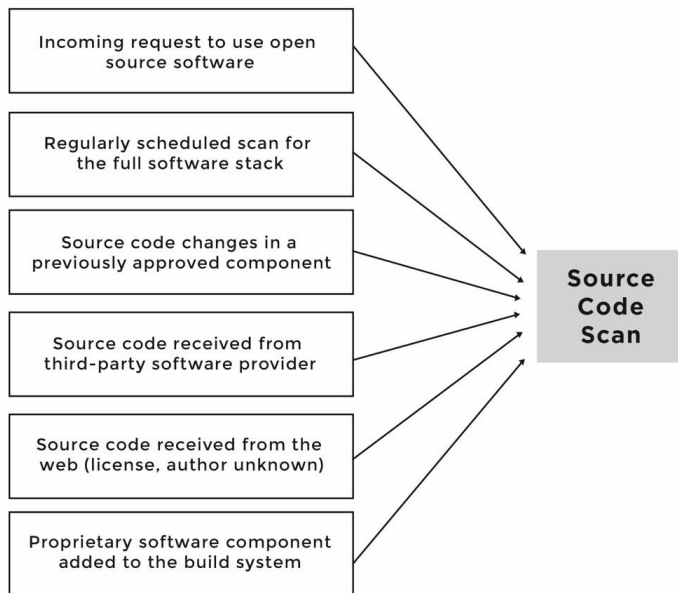 Incoming request to use open
source software
Regularly scheduled scan for
the full software stack
Source code changes in a
previously approved component
Source code received from
third-party software provider
Source code received from the
web (license, author unknown)
Proprietary software component
added to the build system
Source
Code
Scan